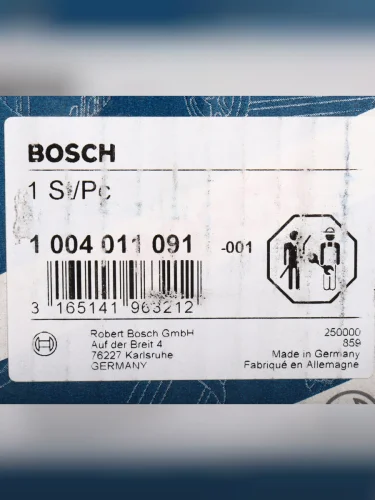 BOSCH
1 St/Pc
1 004 011 091 -001
3 165141 963212
Robert Bosch GmbH
Auf der Breit 4
76227 Karlsruhe
GERMANY
250000
859
Made in Germany
Fabriqué en Allemagne